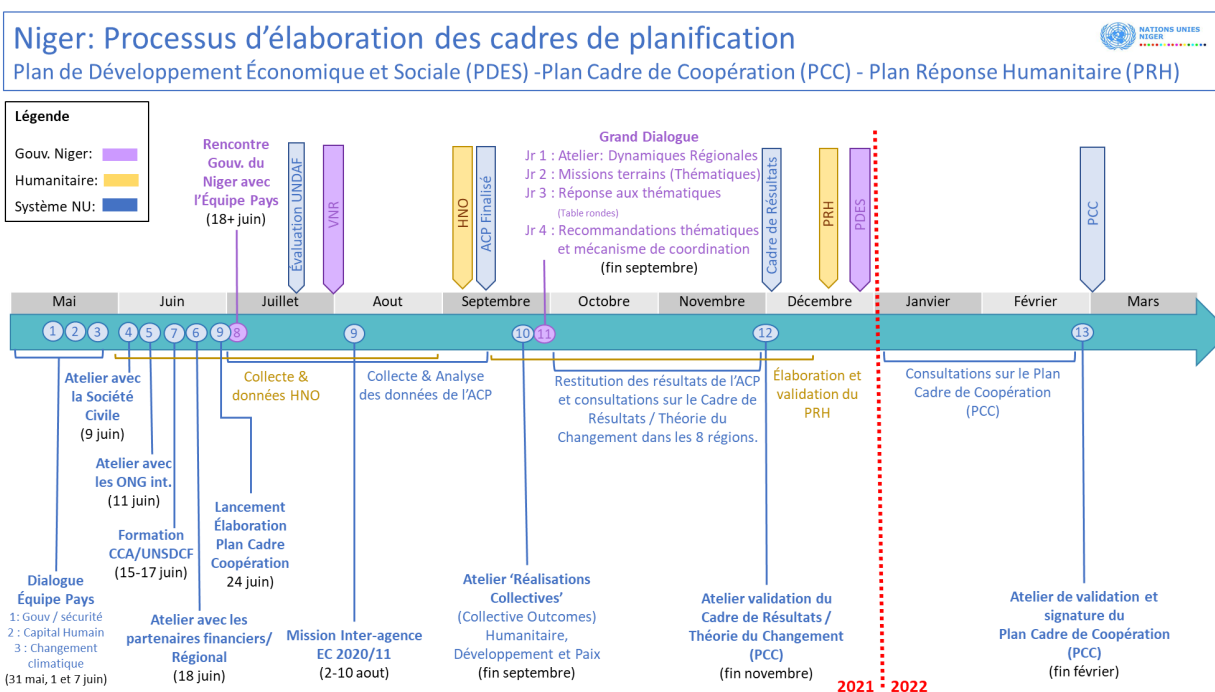 Niger: Processus d'élaboration des cadres de planification
Plan de Développement Économique et Sociale (PDES) -Plan Cadre de Coopération (PCC) - Plan Réponse Humanitaire (PRH)
NATIONS UNIES
NIGER
Légende
Gouv. Niger:
Humanitaire:
Système NU:
Rencontre
Gouv. du
Niger avec
l'Équipe Pays
(18+ juin)
Évaluation UNDAF
VNR
HNO
ACP Finalisé
Grand Dialogue
Jr 1 : Atelier: Dynamiques Régionales
Jr 2 : Missions terrains (Thématiques)
Jr 3 : Réponse aux thématiques
(Table rondes)
Jr 4 : Recommandations thématiques
et mécanisme de coordination
(fin septembre)
Cadre de Résultats
PRH
PDES
PCC
Mai
Juin
Juillet
Aout
Septembre
Octobre
Novembre
Décembre
Janvier
Février
Mars
1
2
3
4
5
7
6
9
8
9
10
11
12
13
Collecte &
données HNO
Collecte & Analyse
des données de l'ACP
Restitution des résultats de l'ACP
et consultations sur le Cadre de
Résultats / Théorie du
Changement dans les 8 régions.
Élaboration et
validation du
PRH
Consultations sur le Plan
Cadre de Coopération
(PCC)
Atelier avec
la Société
Civile
(9 juin)
Atelier avec
les ONG int.
(11 juin)
Formation
CCA/UNSDCF
(15-17 juin)
Lancement
Élaboration
Plan Cadre
Coopération
24 juin)
Dialogue
Équipe Pays
1: Gouv / sécurité
2 : Capital Humain
3 : Changement
climatique
(31 mai, 1 et 7 juin)
Atelier avec les
partenaires financiers/
Régional
(18 juin)
Mission Inter-agence
EC 2020/11
(2-10 aout)
Atelier 'Réalisations
Collectives'
(Collective Outcomes)
Humanitaire,
Développement et Paix
(fin septembre)
Atelier validation du
Cadre de Résultats /
Théorie du Changement
(PCC)
(fin novembre)
Atelier de validation et
signature du
Plan Cadre de Coopération
(PCC)
(fin février)
2021
2022